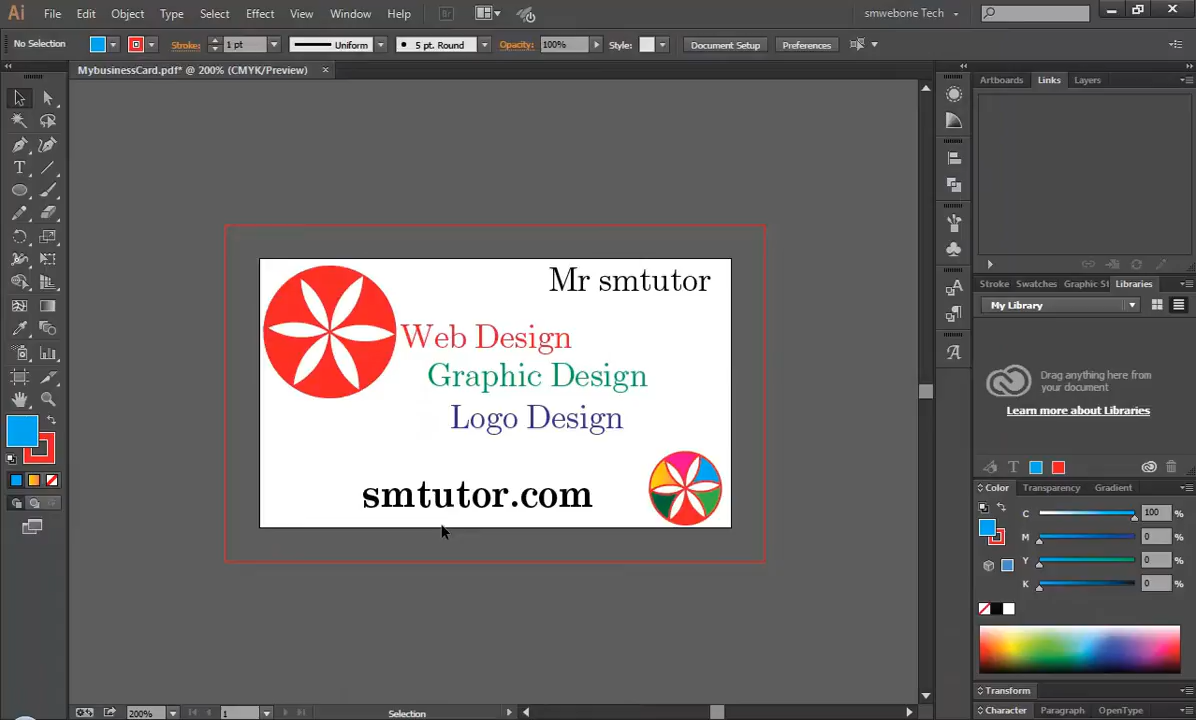 Ai File Edit Object Type Select Effect View Window Help Br smwebone Tech
No Selection Stroke: 1 pt Uniform 5 pt. Round Opacity: 100% Style: Document Setup Preferences
MybusinessCard.pdf* @ 200% (CMYK/Preview)
Artboards Links Layers
Mr smtutor
Web Design
Graphic Design
Logo Design
smtutor.com
Stroke Swatches Graphic St Libraries
My Library
Drag anything here from
your document
Learn more about Libraries
Color Transparency Gradient
C 100 %
M 0 %
Y 0 %
K 0 %
Transform
Character Paragraph OpenType
200% 1 Selection